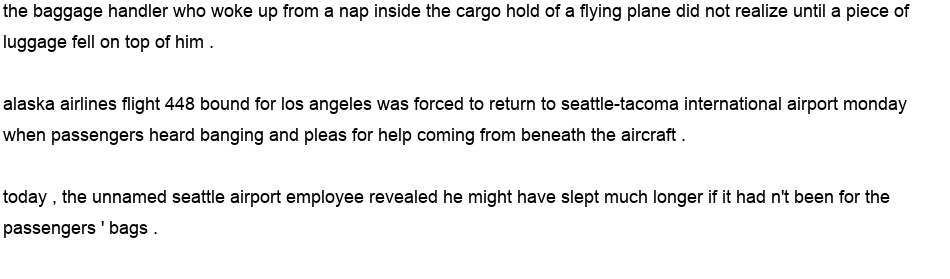 the baggage handler who woke up from a nap inside the cargo hold of a flying plane did not realize until a piece of
luggage fell on top of him .
alaska airlines flight 448 bound for los angeles was forced to return to seattle-tacoma international airport monday
when passengers heard banging and pleas for help coming from beneath the aircraft .
today , the unnamed seattle airport employee revealed he might have slept much longer if it had n't been for the
passengers ' bags .